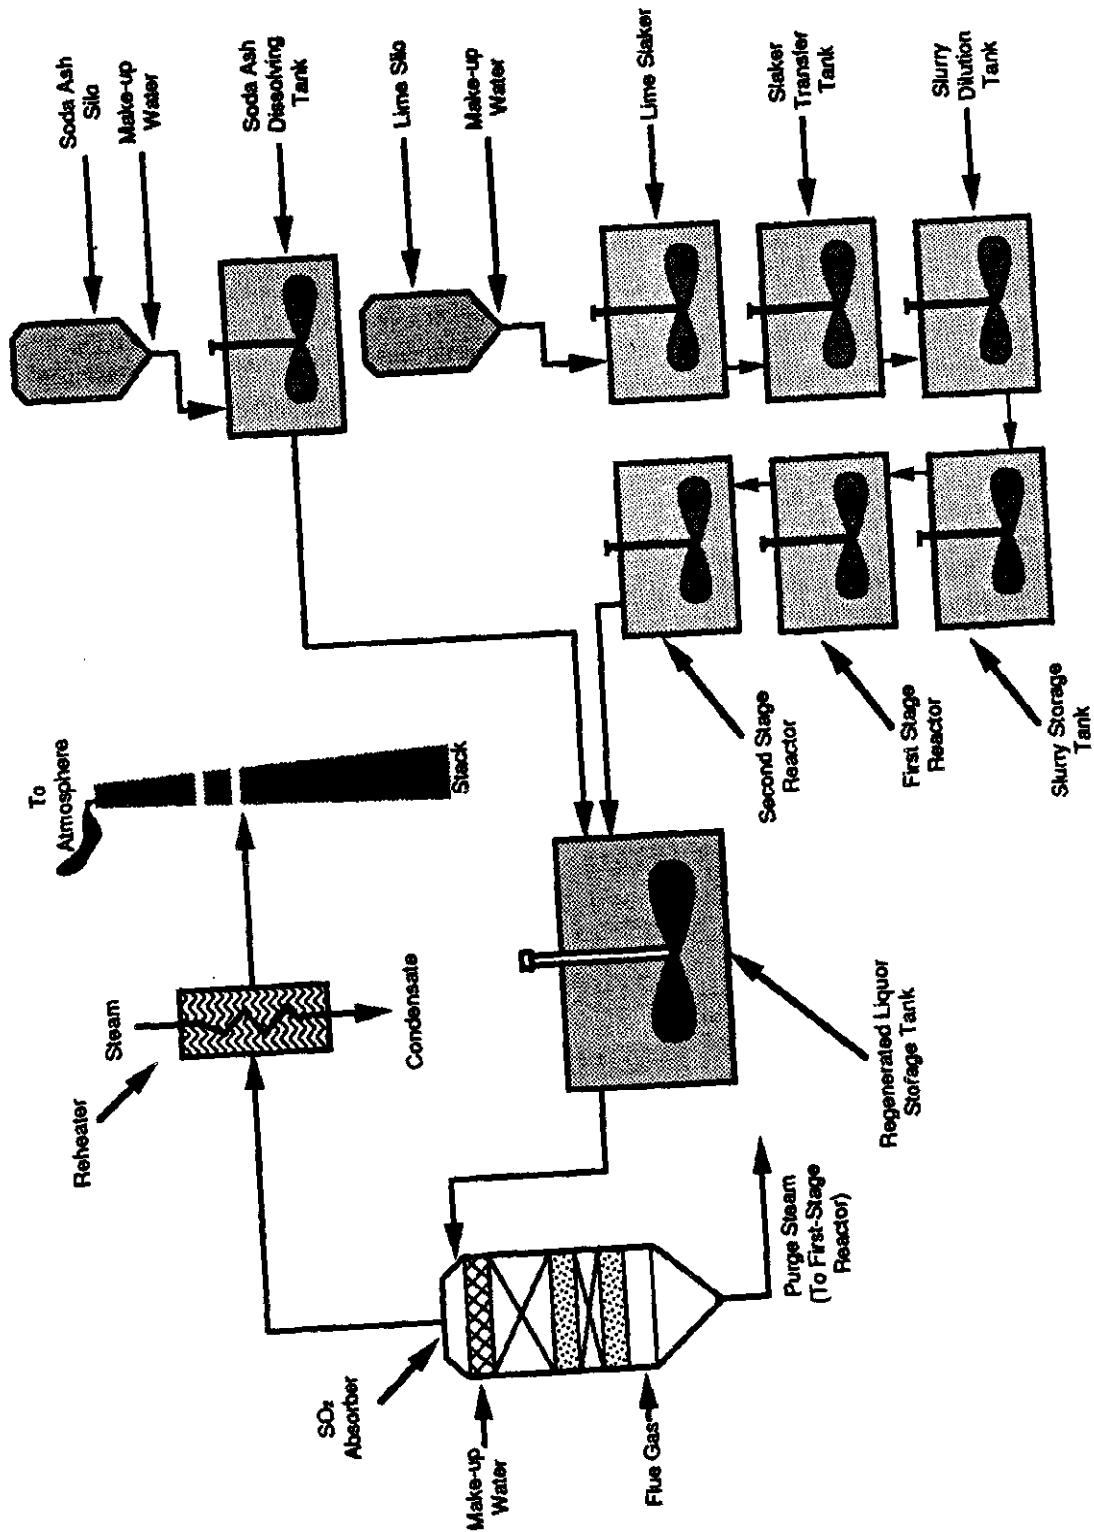 Soda Ash
Silo
Make-up
Water
Soda Ash
Dissolving
Tank
Lime Silo
Make-up
Water
Lime Slaker
Slaker
Transfer
Tank
Slurry
Dilution
Tank
To
Atmosphere
Stack
Steam
Reheater
Condensate
Second Stage
Reactor
First Stage
Reactor
Slurry Storage
Tank
Regenerated Liquor
Storage Tank
SO₂
Absorber
Make-up
Water
Flue Gas
Purge Steam
(To First-Stage
Reactor)